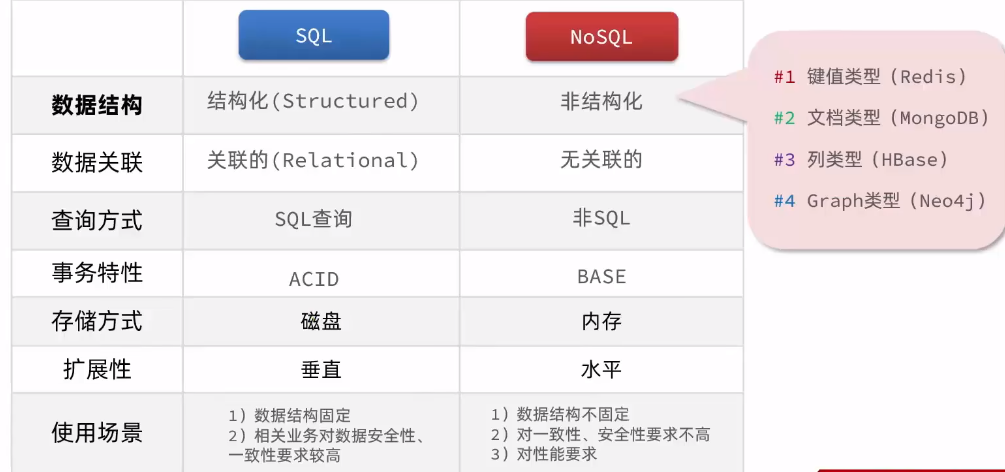 SQL
NoSQL
数据结构
结构化(Structured)
非结构化
#1 键值类型（Redis）
#2 文档类型（MongoDB）
#3 列类型（HBase）
#4 Graph类型（Neo4j）
数据关联
关联的(Relational)
无关联的
查询方式
SQL查询
非SQL
事务特性
ACID
BASE
存储方式
磁盘
内存
扩展性
垂直
水平
使用场景
1）数据结构固定
2）相关业务对数据安全性、
一致性要求较高
1）数据结构不固定
2）对一致性、安全性要求不高
3）对性能要求